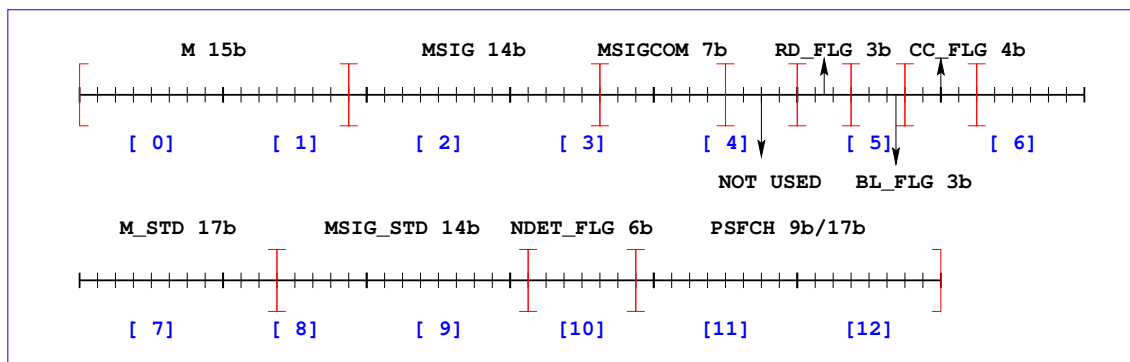 M 15b MSIG 14b MSIGCOM 7b RD_FLG 3b CC_FLG 4b
[ 0] [ 1] [ 2] [ 3] [ 4] [ 5] [ 6]
NOT USED BL_FLG 3b
M_STD 17b MSIG_STD 14b NDET_FLG 6b PSFCH 9b/17b
[ 7] [ 8] [ 9] [10] [11] [12]